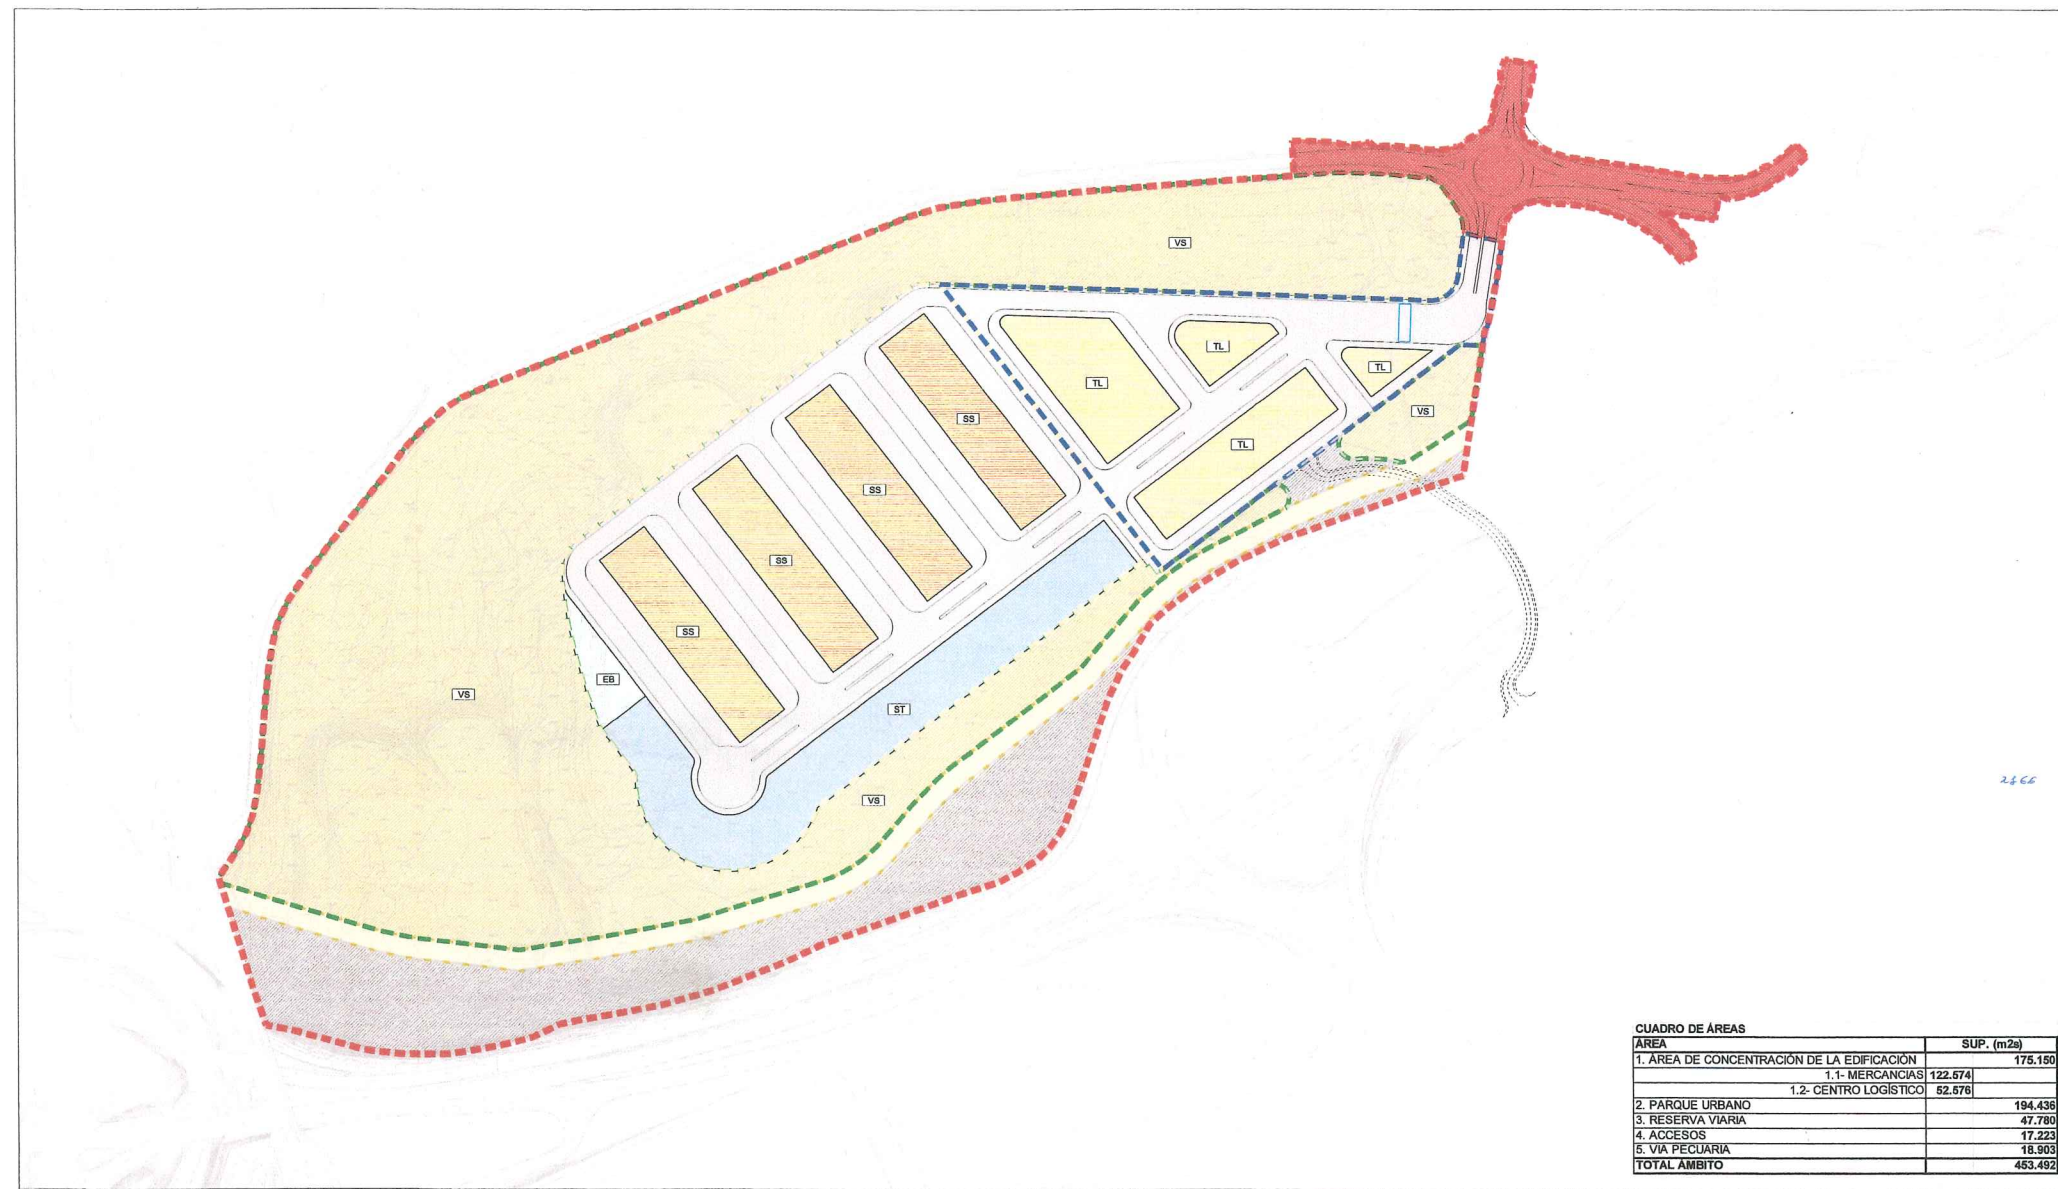 VS
TL
TL
TL
SS
VS
TL
SS
SS
SS
EB
VS
ST
VS
CUADRO DE ÁREAS
ÁREA SUP. (m2s)
1. ÁREA DE CONCENTRACIÓN DE LA EDIFICACIÓN 175.150
1.1- MERCANCIAS 122.574
1.2- CENTRO LOGÍSTICO 52.576
2. PARQUE URBANO 194.436
3. RESERVA VIARIA 47.780
4. ACCESOS 17.223
5. VIA PECUARIA 18.903
TOTAL ÁMBITO 453.492